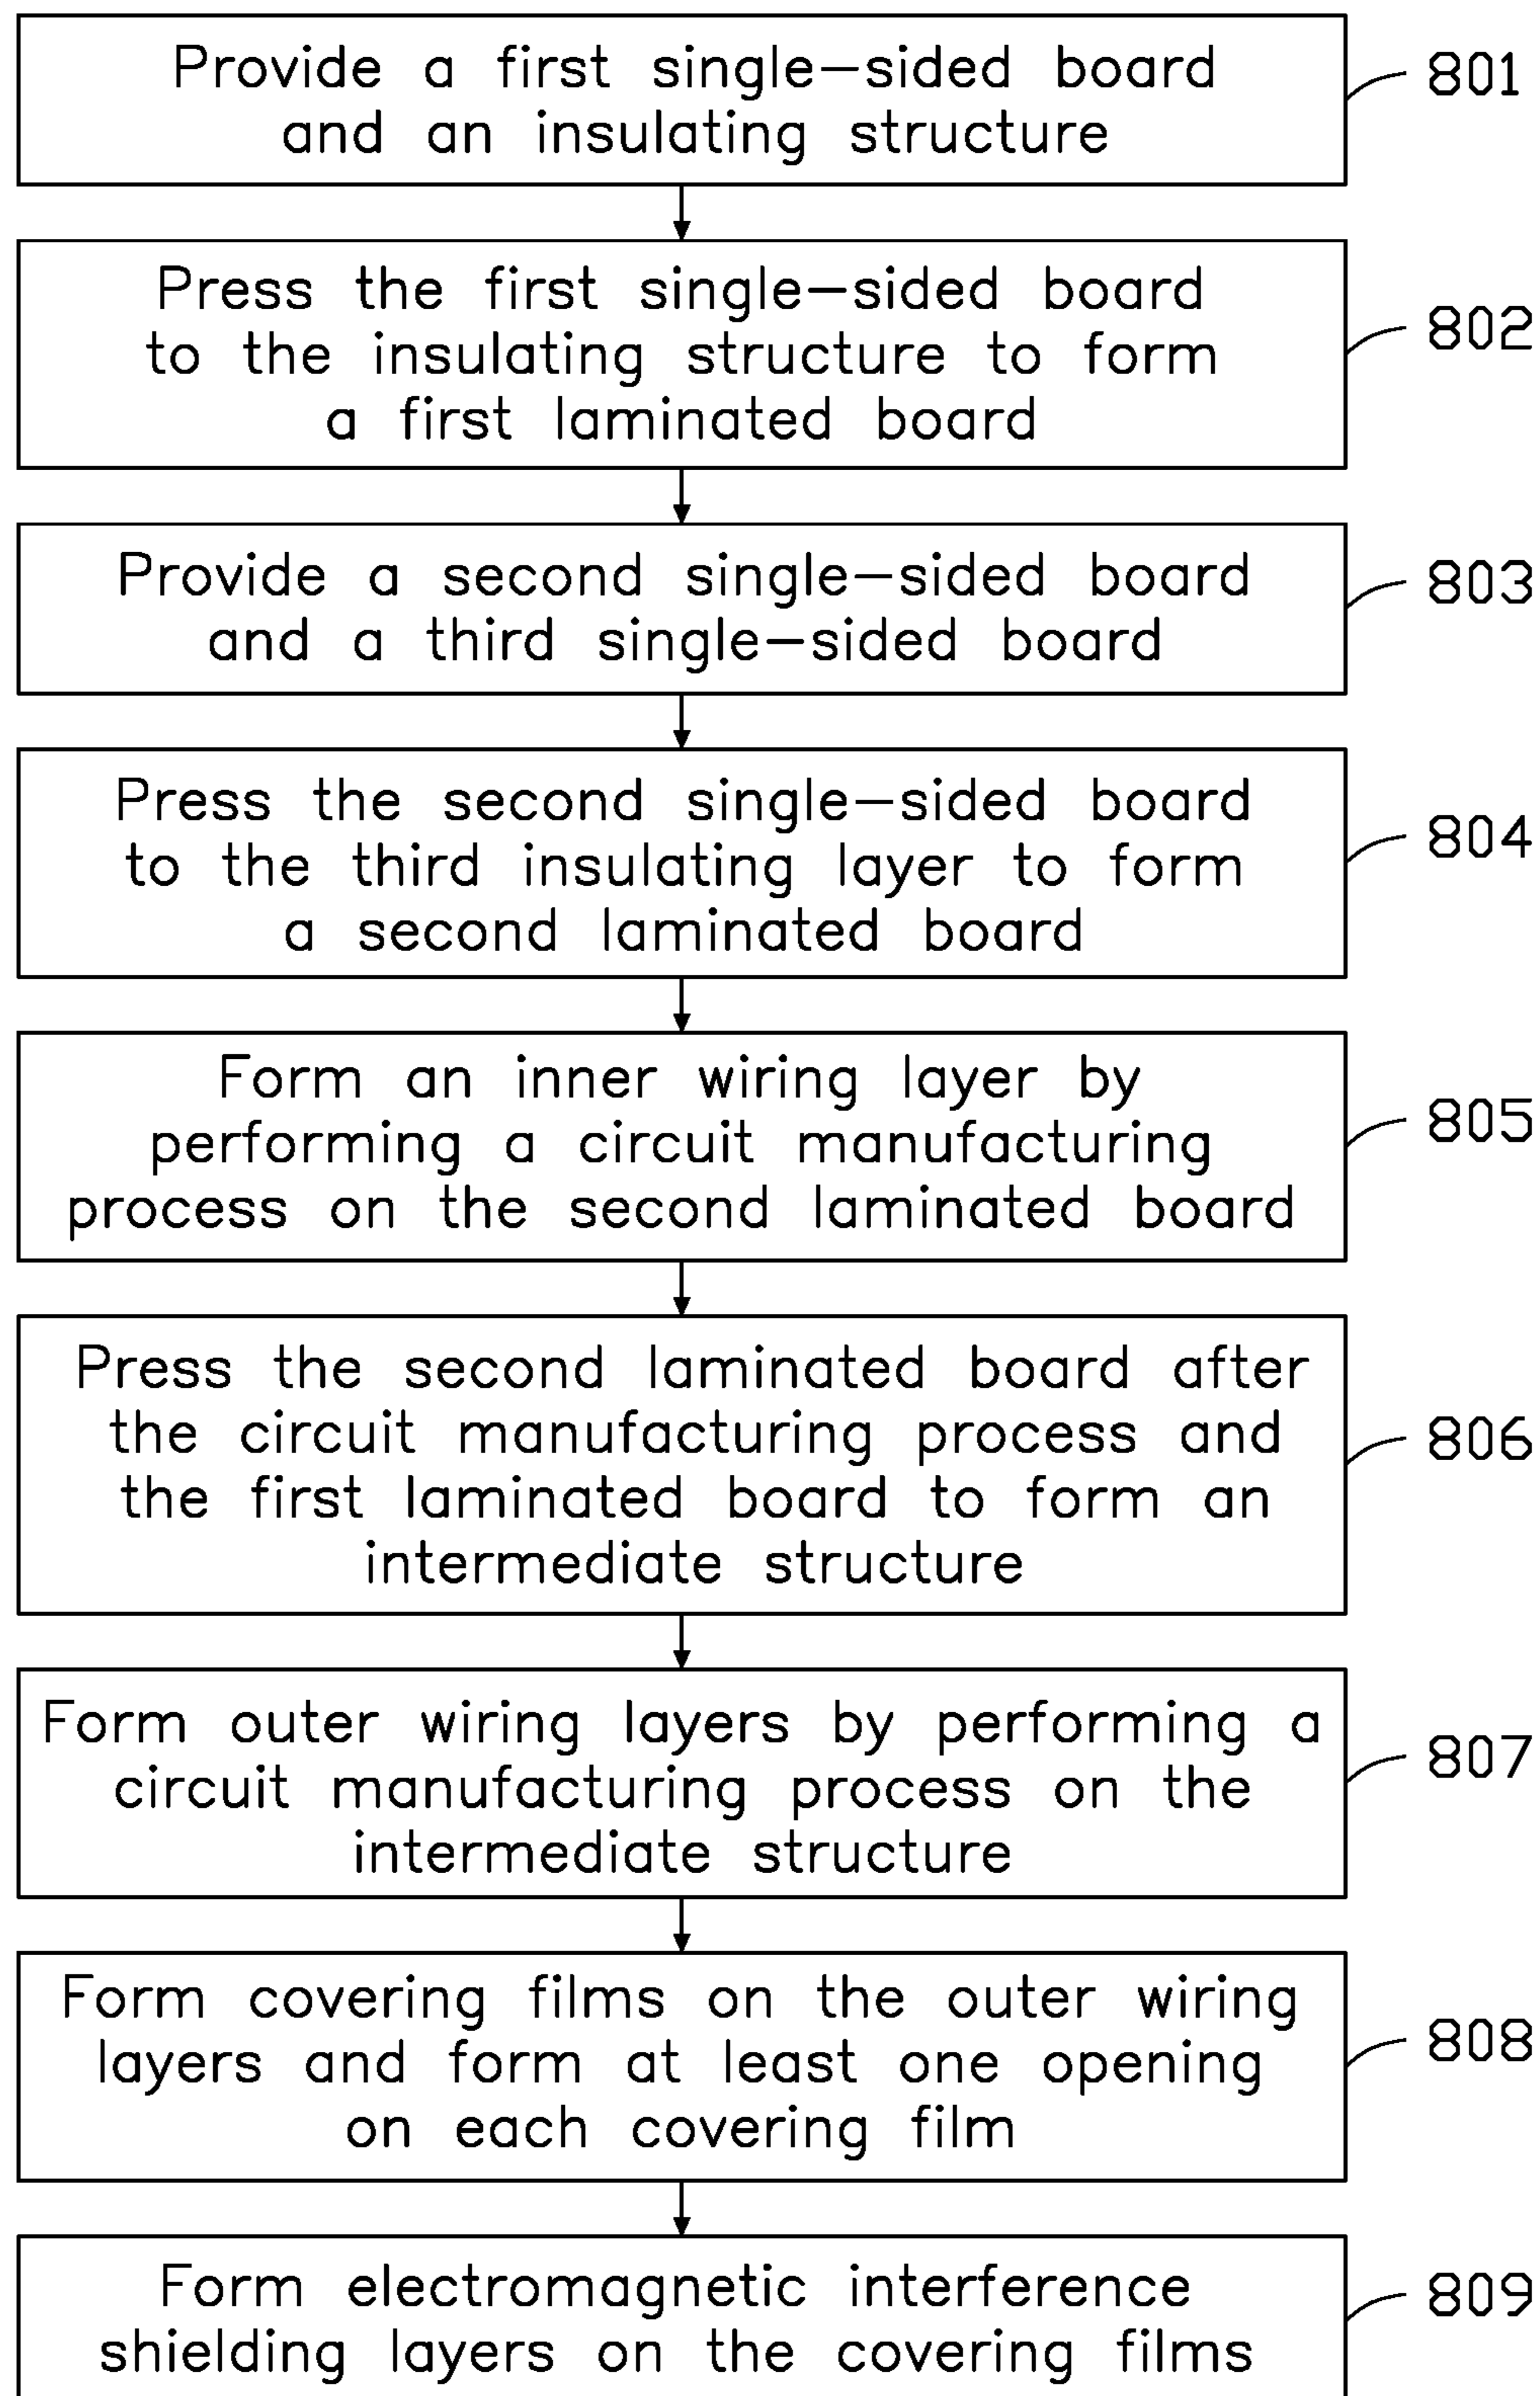 Provide a first single-sided board
and an insulating structure
801
Press the first single-sided board
to the insulating structure to form
a first laminated board
802
Provide a second single-sided board
and a third single-sided board
803
Press the second single-sided board
to the third insulating layer to form
a second laminated board
804
Form an inner wiring layer by
performing a circuit manufacturing
process on the second laminated board
805
Press the second laminated board after
the circuit manufacturing process and
the first laminated board to form an
intermediate structure
806
Form outer wiring layers by performing a
circuit manufacturing process on the
intermediate structure
807
Form covering films on the outer wiring
layers and form at least one opening
on each covering film
808
Form electromagnetic interference
shielding layers on the covering films
809